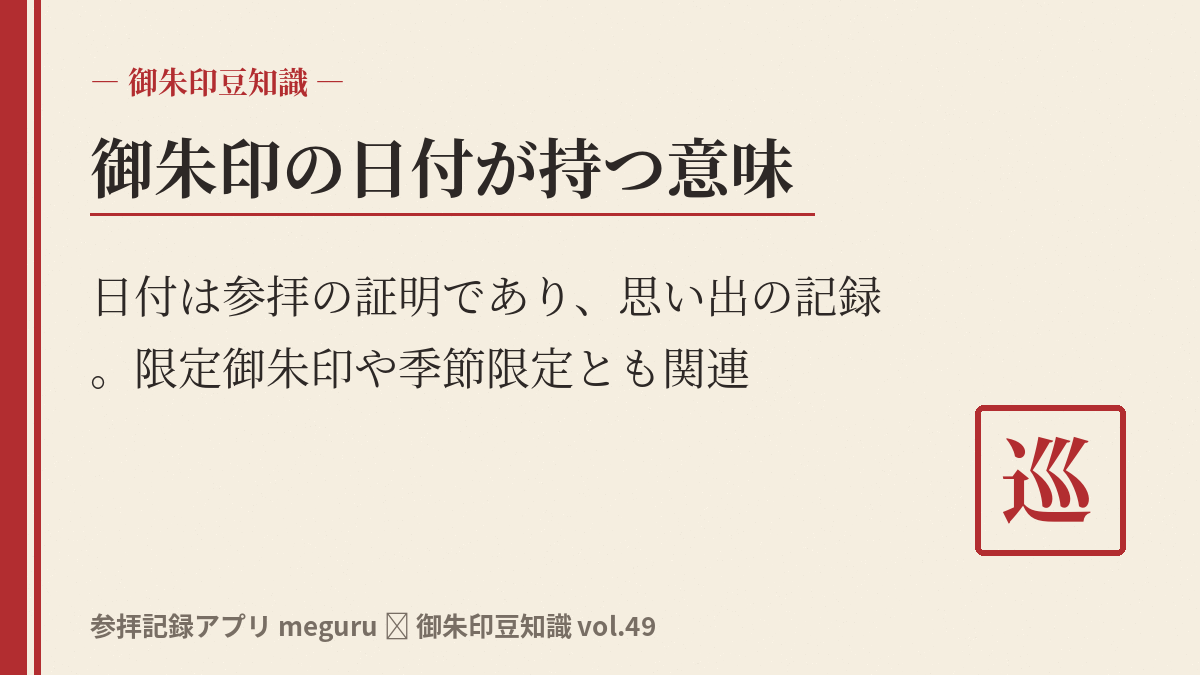 — 御朱印豆知識 —
御朱印の日付が持つ意味
日付は参拝の証明であり、思い出の記録
。限定御朱印や季節限定とも関連
巡
参拝記録アプリ meguru 〿 御朱印豆知識 vol.49